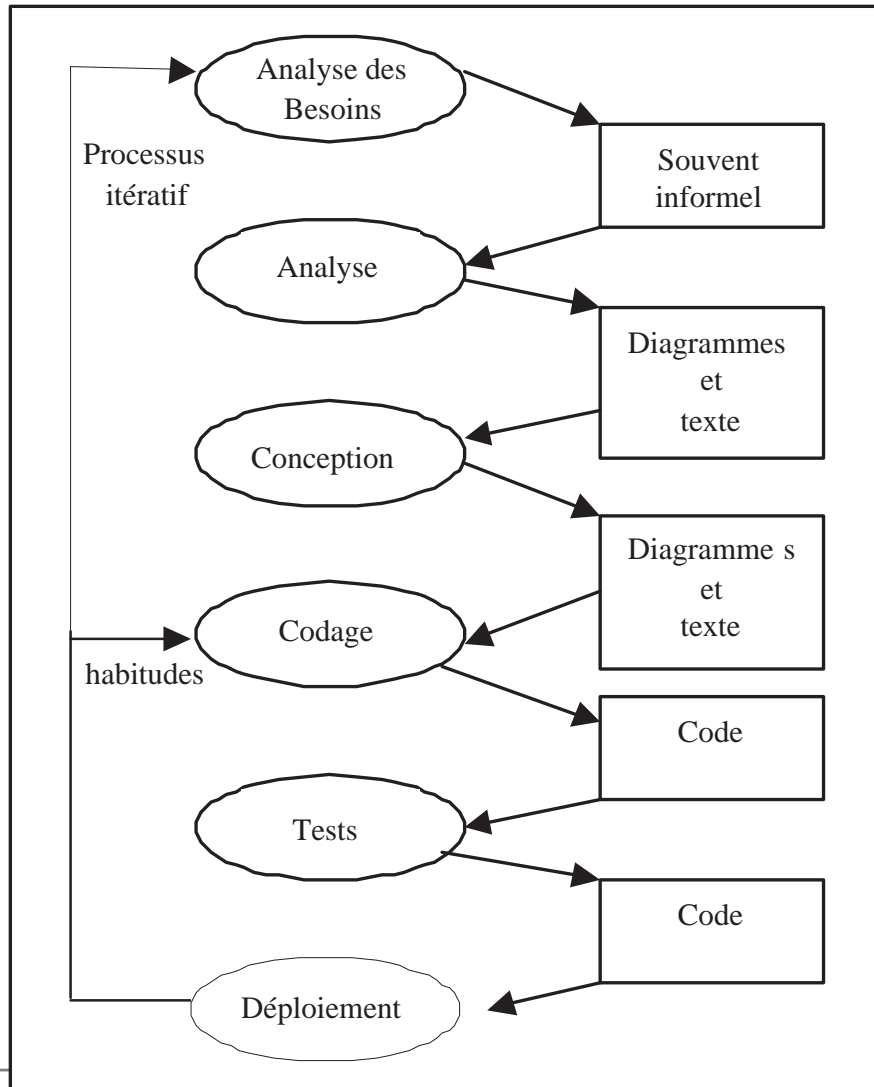 Analyse des
Besoins
Processus
itératif
Souvent
informel
Analyse
Diagrammes
et
texte
Conception
Diagramme s
et
texte
Codage
habitudes
Code
Tests
Code
Déploiement